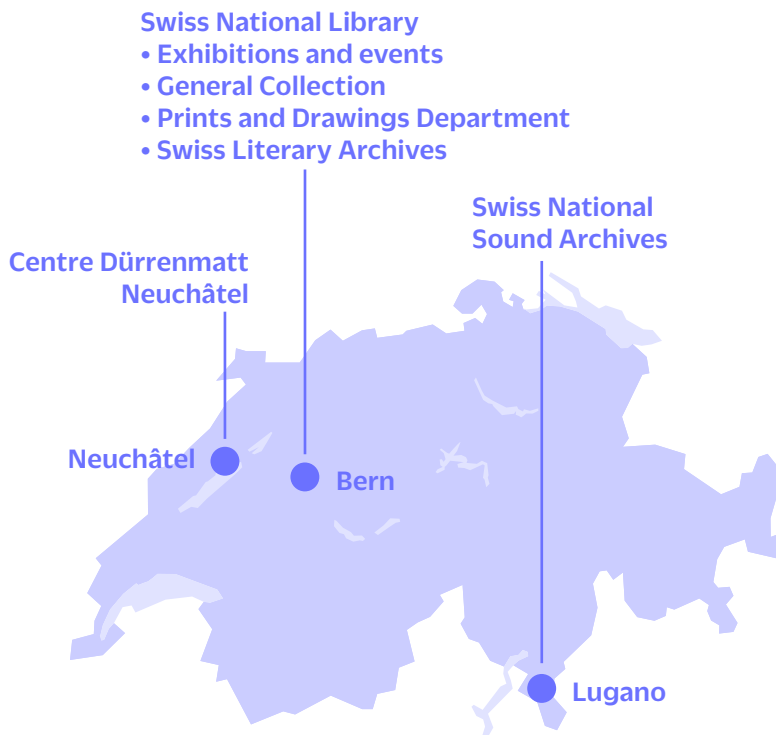 Swiss National Library
• Exhibitions and events
• General Collection
• Prints and Drawings Department
• Swiss Literary Archives
Swiss National
Sound Archives
Centre Dürrenmatt
Neuchâtel
Neuchâtel
Bern
Lugano